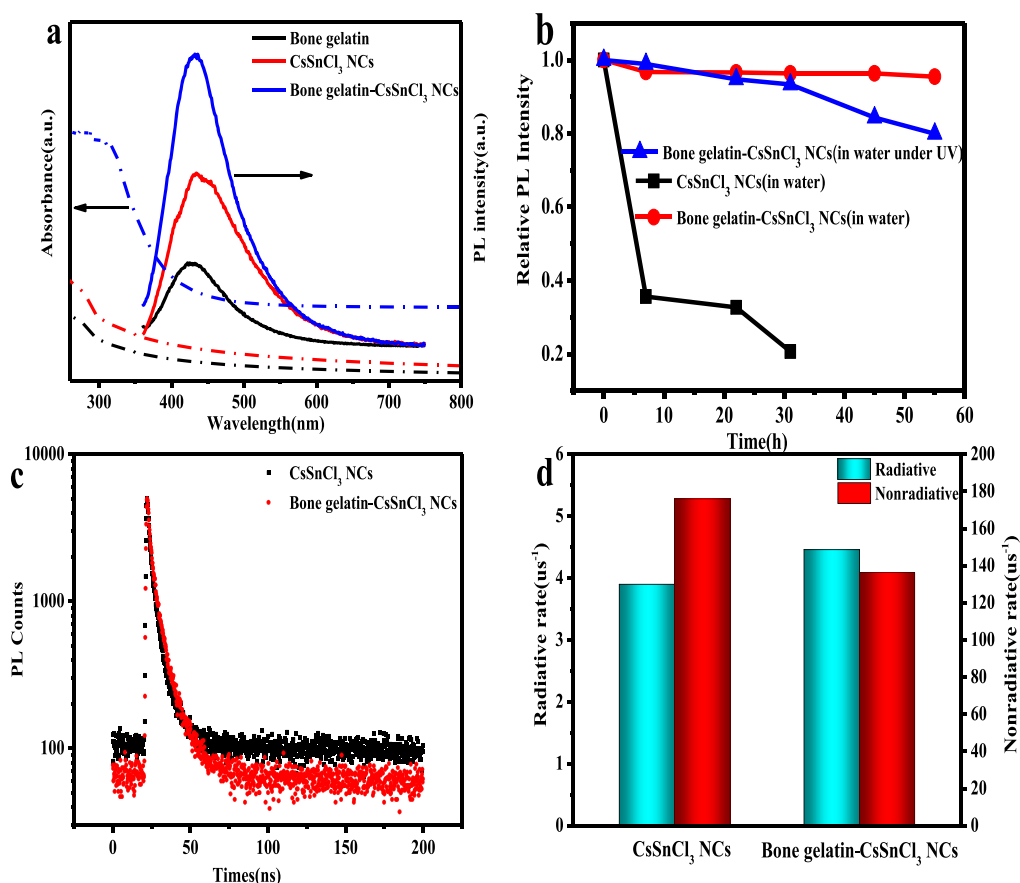 a
Bone gelatin
CsSnCl₃ NCs
Bone gelatin-CsSnCl₃ NCs
Absorbance(a.u.)
PL intensity(a.u.)
300 400 500 600 700 800
Wavelength(nm)
b
1.0
0.8
0.6
0.4
0.2
Relative PL Intensity
Bone gelatin-CsSnCl₃ NCs(in water under UV)
CsSnCl₃ NCs(in water)
Bone gelatin-CsSnCl₃ NCs(in water)
0 10 20 30 40 50 60
Time(h)
c
10000
1000
100
PL Counts
CsSnCl₃ NCs
Bone gelatin-CsSnCl₃ NCs
0 50 100 150 200
Times(ns)
d
Radiative
Nonradiative
6
5
4
3
2
1
0
Radiative rate(us⁻¹)
200
180
160
140
120
100
80
60
40
20
0
Nonradiative rate(us⁻¹)
CsSnCl₃ NCs Bone gelatin-CsSnCl₃ NCs